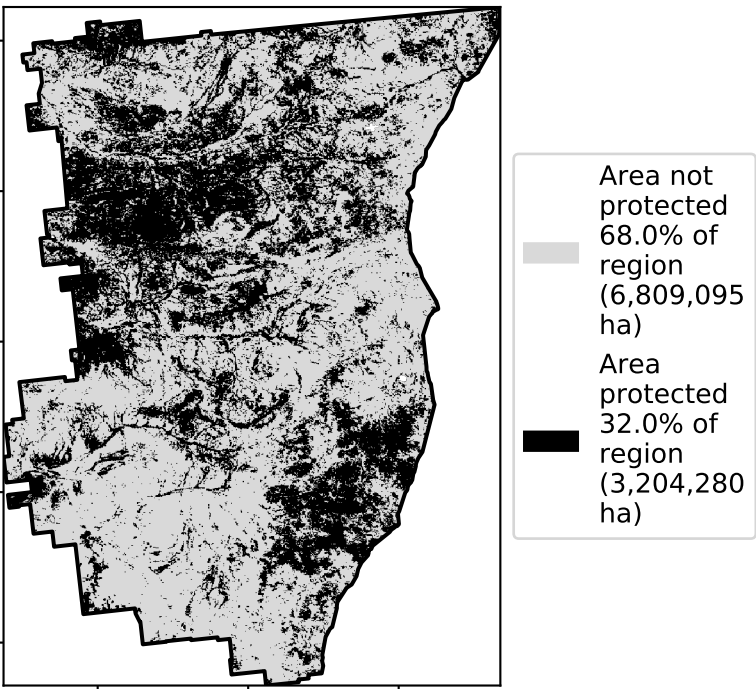 Area not
protected
68.0% of
region
(6,809,095
ha)
Area
protected
32.0% of
region
(3,204,280
ha)